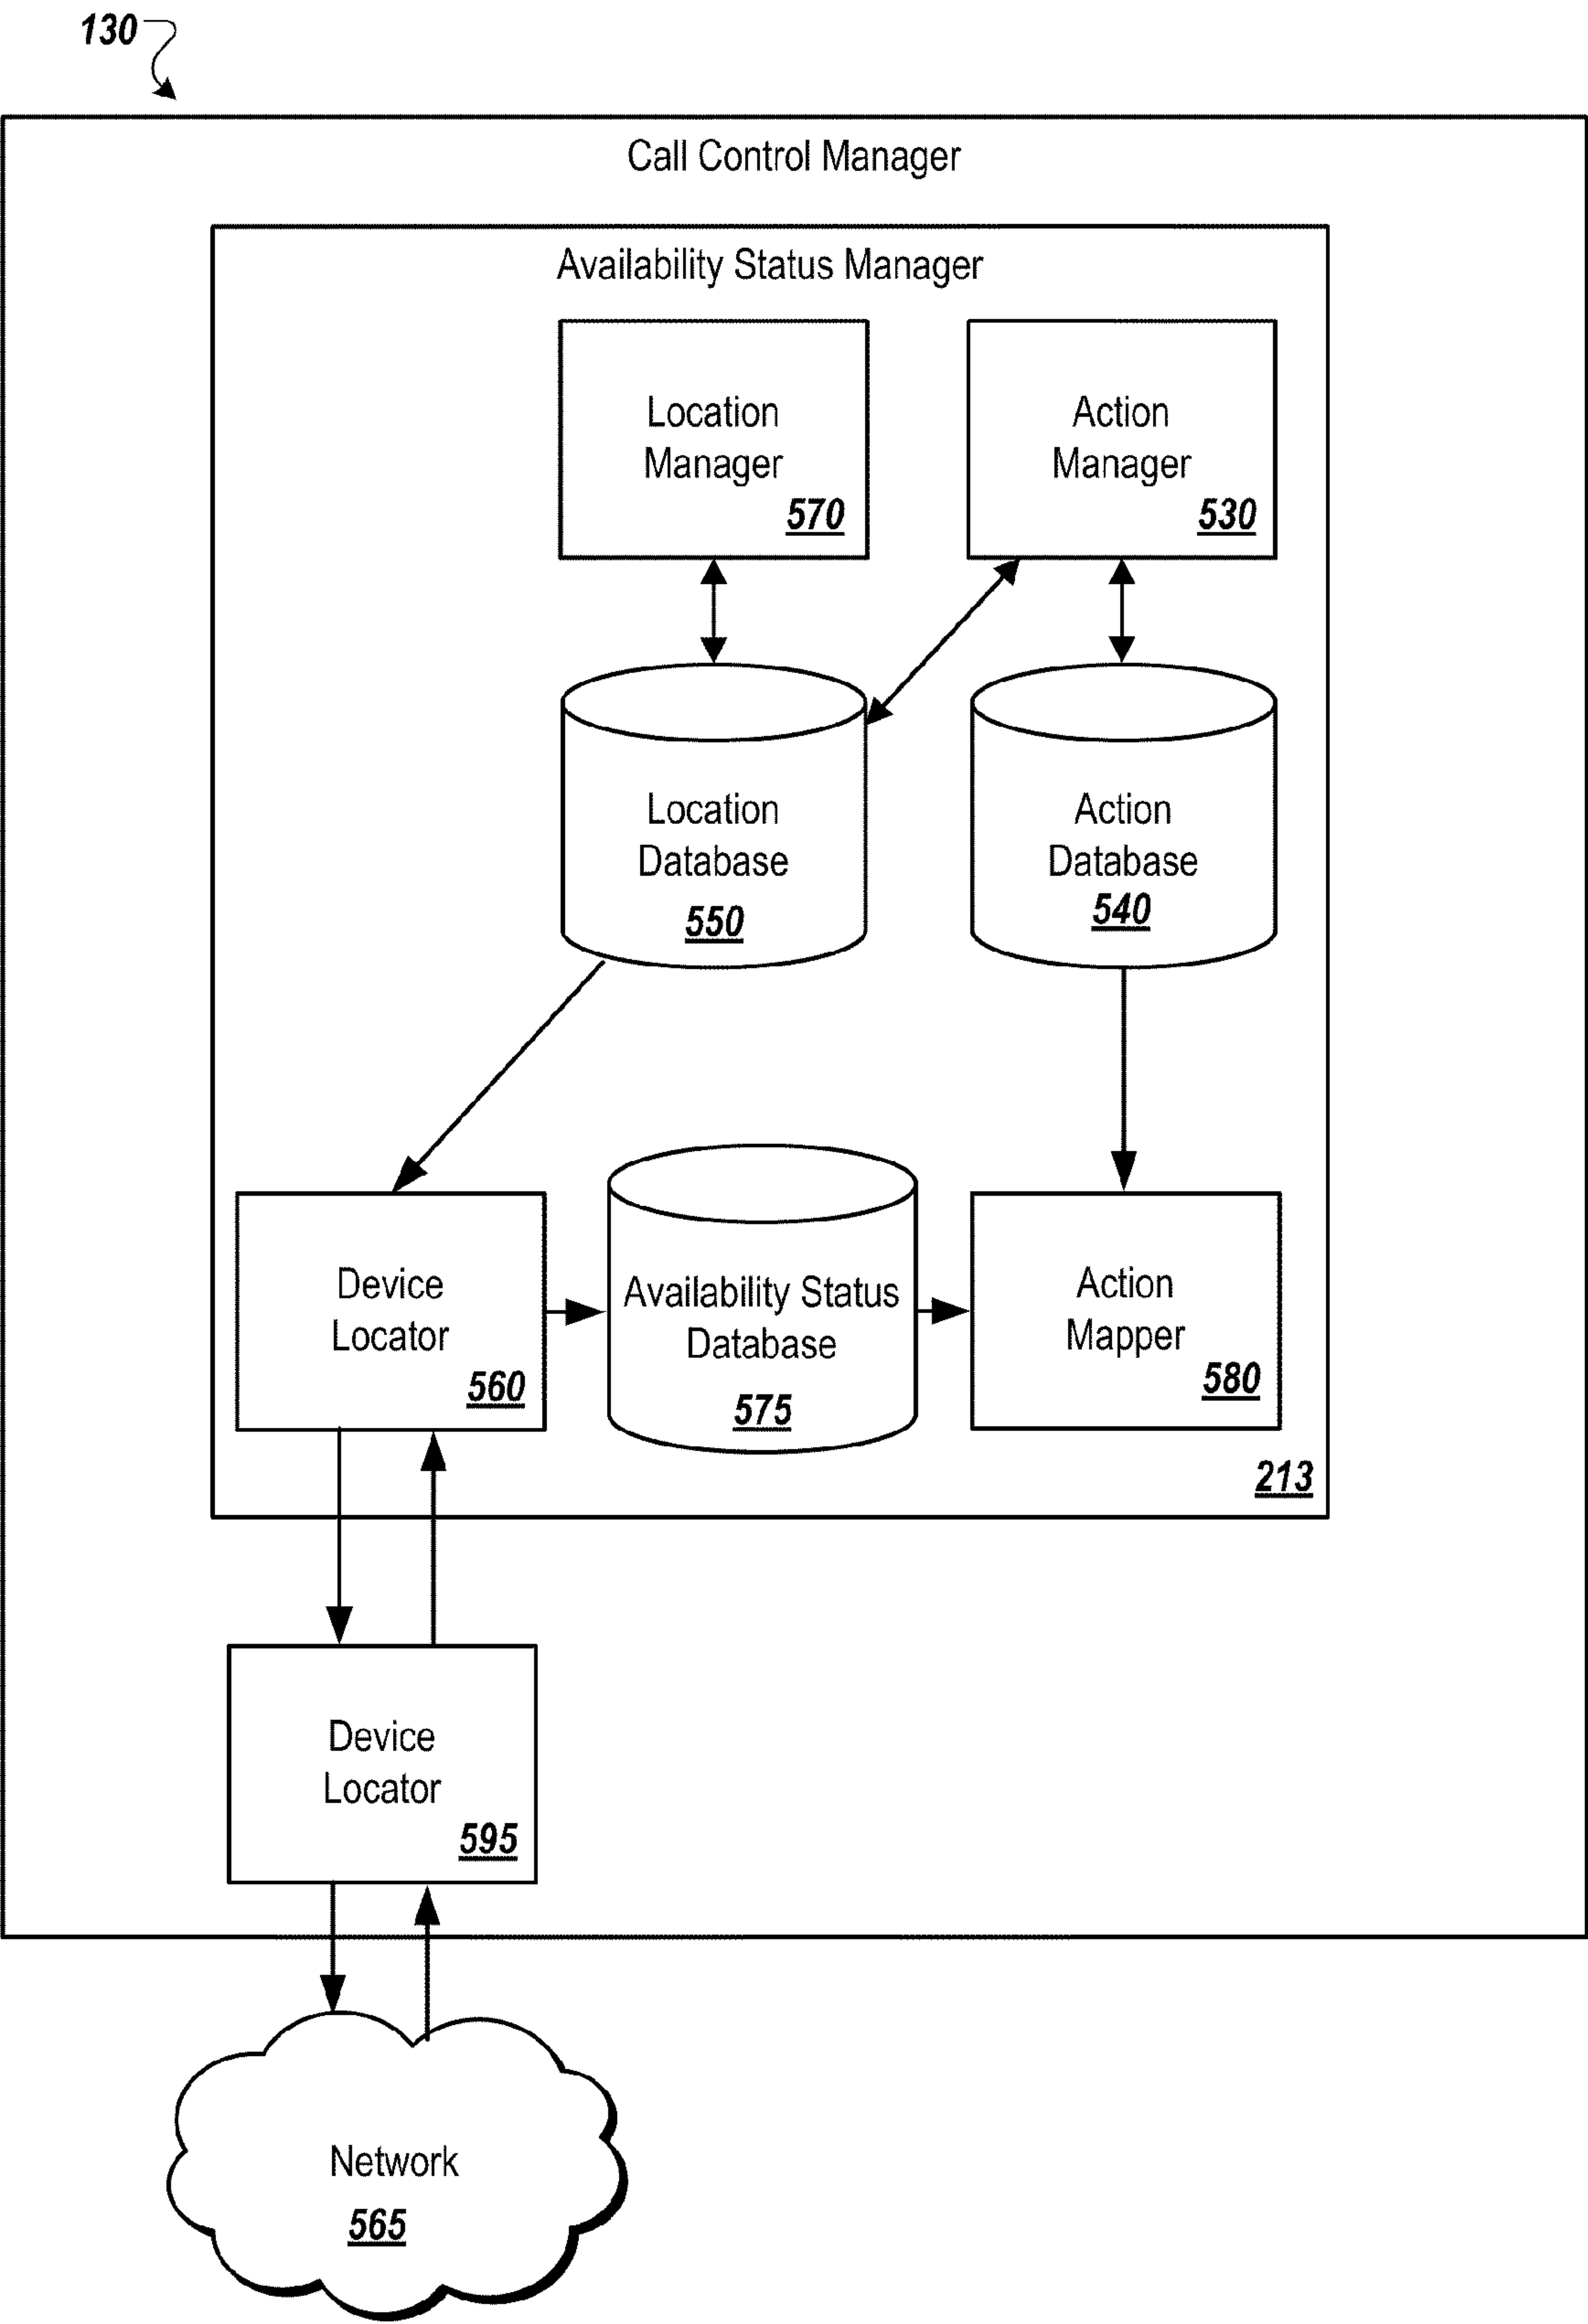 130
Call Control Manager
Availability Status Manager
Location
Manager
570
Action
Manager
530
Location
Database
550
Action
Database
540
Device
Locator
560
Availability Status
Database
575
Action
Mapper
580
213
Device
Locator
595
Network
565